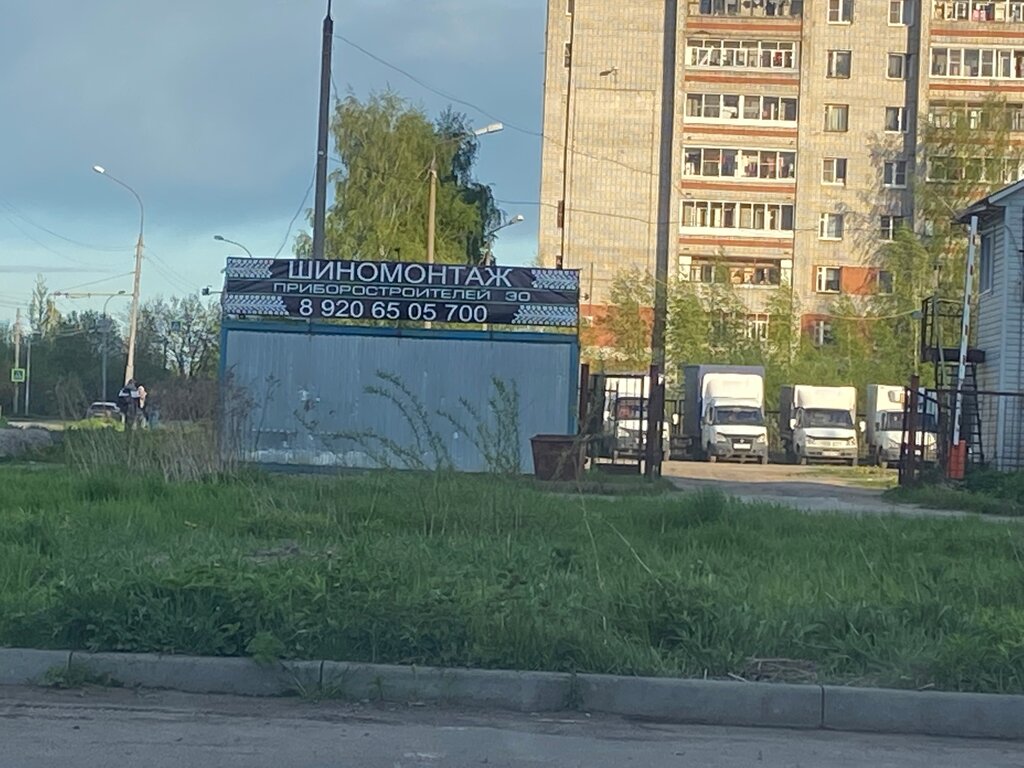 ШИНОМОНТАЖ
ПРИБОРОСТРОИТЕЛЕЙ 30
8 920 65 05 700